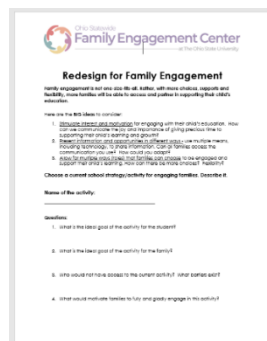 Ohio Statewide
Family Engagement Center
at The Ohio State University
Redesign for Family Engagement
Family engagement is not one-size-fits-all. Rather, with more choices, supports and
flexibility, more families will be able to access and partner in supporting their child's
education.
Here are the BIG ideas to consider:
1. Stimulate interest and motivation for engaging with their child's education. How
can we communicate the joy and importance of giving precious time to
supporting their child's learning and growth?
2. Present information and opportunities in different ways - use multiple means,
including technology, to share information. Can all families access the
communication you use? How could you adapt?
3. Allow for multiple ways that families can choose to be engaged and
support their child's learning. How can there be more choices? Flexibility?
Choose a current school strategy/activity for engaging families. Describe it.
Name of the activity:
Questions
1. What is the ideal goal of the activity for the student?
2. What is the ideal goal of the activity for the family?
3. Who would not have access to the current activity? What barriers exist?
4. What would motivate families to fully and gladly engage in this activity?